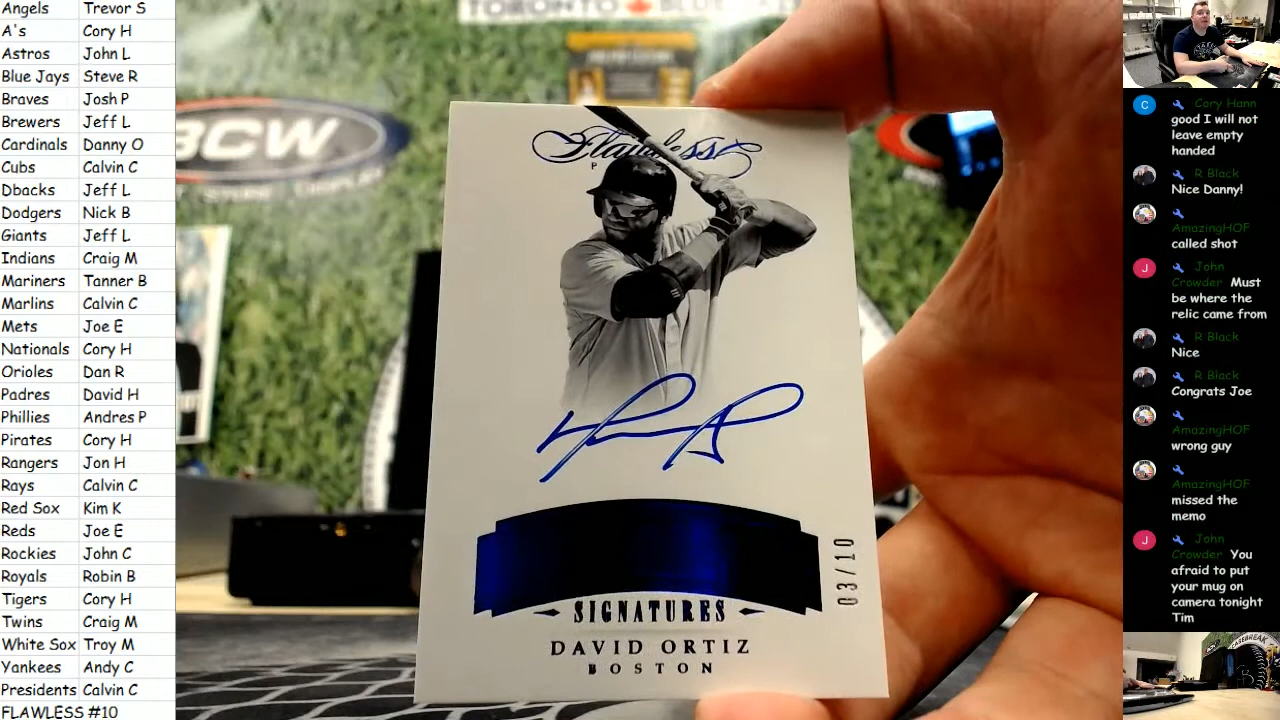 Angels Trevor S
A's Cory H
Astros John L
Blue Jays Steve R
Braves Josh P
Brewers Jeff L
Cardinals Danny O
Cubs Calvin C
Dbacks Jeff L
Dodgers Nick B
Giants Jeff L
Indians Craig M
Mariners Tanner B
Marlins Calvin C
Mets Joe E
Nationals Cory H
Orioles Dan R
Padres David H
Phillies Andres P
Pirates Cory H
Rangers Jon H
Rays Calvin C
Red Sox Kim K
Reds Joe E
Rockies John C
Royals Robin B
Tigers Cory H
Twins Craig M
White Sox Troy M
Yankees Andy C
Presidents Calvin C
FLAWLESS #10
TORONTO BLUE JAYS
BCW
Flawless
SIGNATURES
DAVID ORTIZ
BOSTON
03/10
C Cory Hann
good I will not
leave empty
handed
R Black
Nice Danny!
AmazingHOF
called shot
J John
Crowder Must
be where the
relic came from
R Black
Nice
R Black
Congrats Joe
AmazingHOF
wrong guy
AmazingHOF
missed the
memo
J John
Crowder You
afraid to put
your mug on
camera tonight
Tim